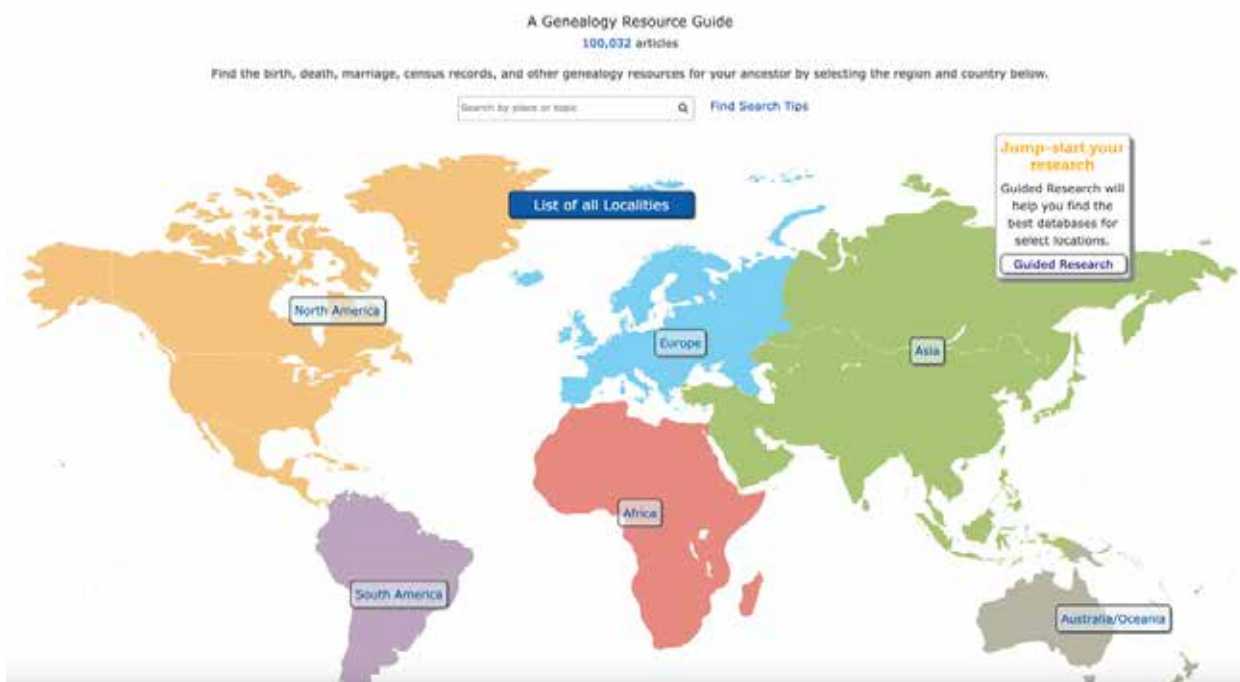 A Genealogy Resource Guide
100,032 articles
Find the birth, death, marriage, census records, and other genealogy resources for your ancestor by selecting the region and country below.
Search by place or topic
Find Search Tips
Jump-start your
research
Guided Research will
help you find the
best databases for
select locations.
Guided Research
List of all Localities
North America
Europe
Asia
Africa
South America
Australia/Oceania